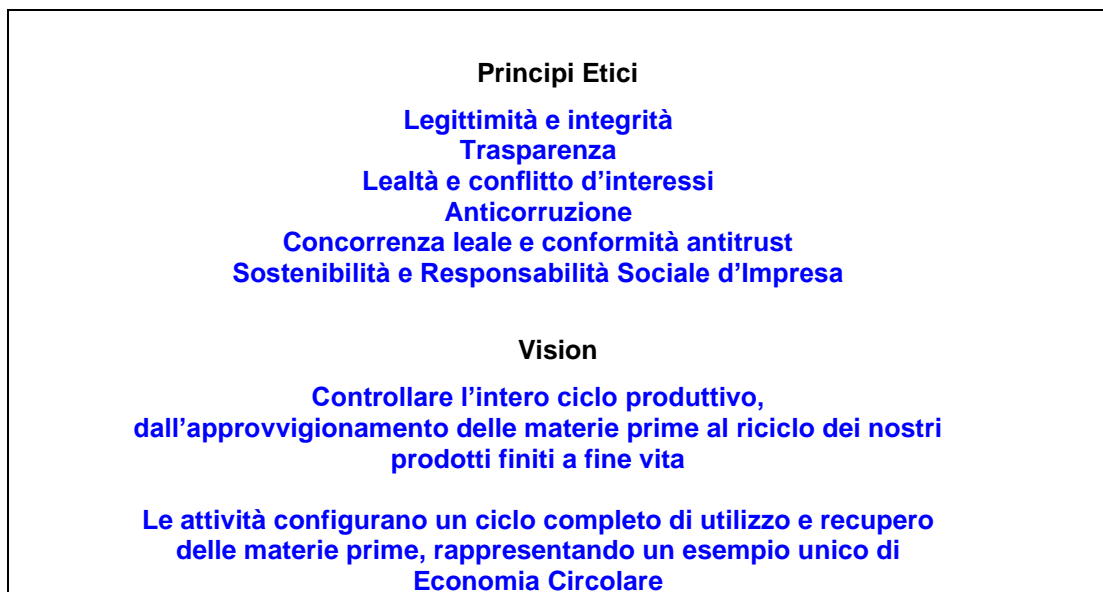 Principi Etici
Legittimità e integrità
Trasparenza
Lealtà e conflitto d’interessi
Anticorruzione
Concorrenza leale e conformità antitrust
Sostenibilità e Responsabilità Sociale d’Impresa
Vision
Controllare l’intero ciclo produttivo,
dall’approvvigionamento delle materie prime al riciclo dei nostri
prodotti finiti a fine vita
Le attività configurano un ciclo completo di utilizzo e recupero
delle materie prime, rappresentando un esempio unico di
Economia Circolare